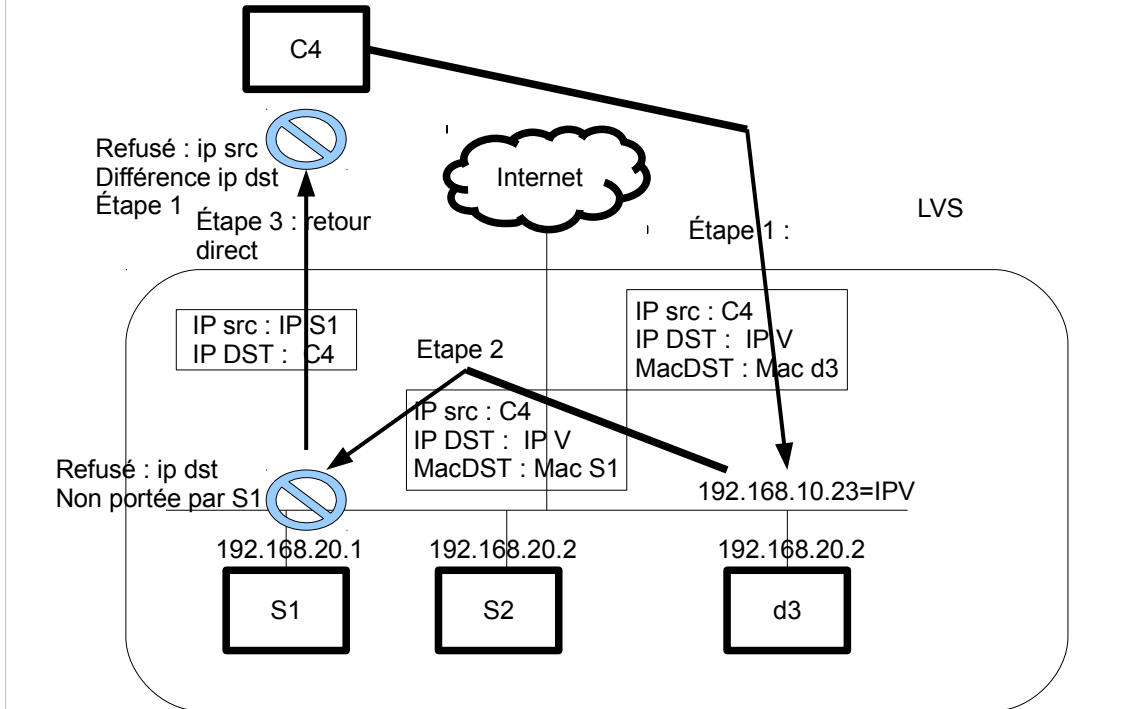 C4
Refusé : ip src
Différence ip dst
Étape 1
Internet
LVS
Étape 3 : retour
direct
Étape 1 :
IP src : IP S1
IP DST : C4
IP src : C4
IP DST : IP V
MacDST : Mac d3
Etape 2
IP src : C4
IP DST : IP V
MacDST : Mac S1
Refusé : ip dst
Non portée par S1
192.168.10.23=IPV
192.168.20.1
192.168.20.2
192.168.20.2
S1
S2
d3